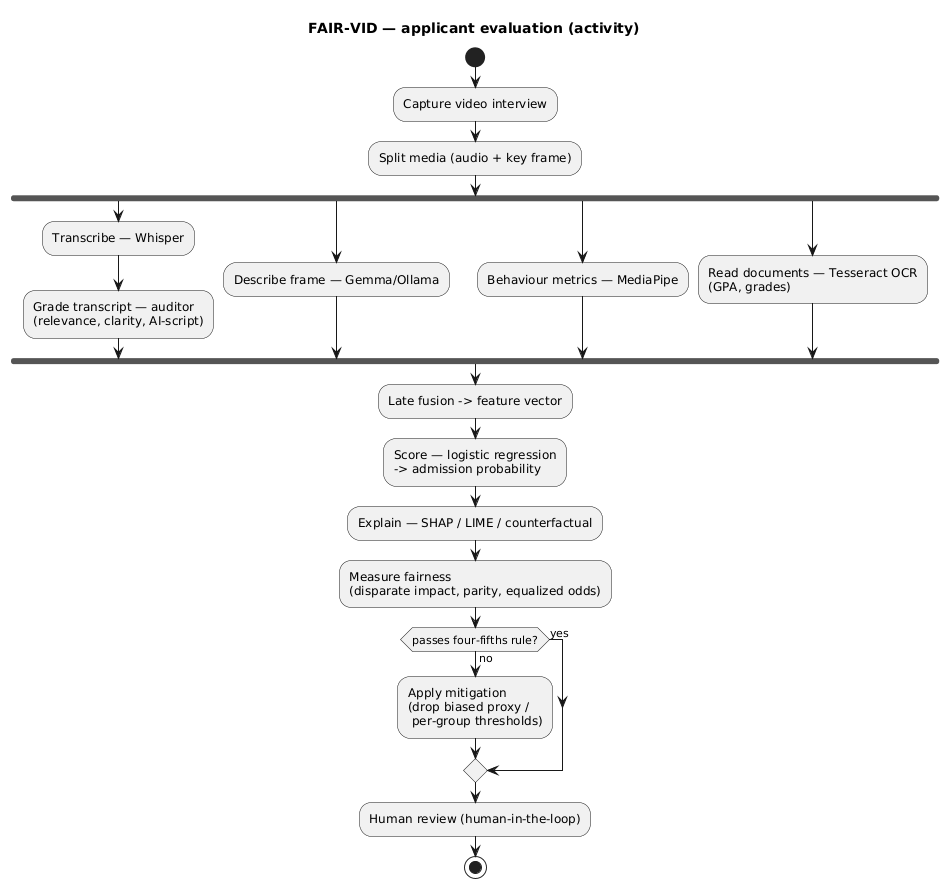 FAIR-VID — applicant evaluation (activity)
Capture video interview
Split media (audio + key frame)
Transcribe — Whisper
Grade transcript — auditor
(relevance, clarity, AI-script)
Describe frame — Gemma/Ollama
Behaviour metrics — MediaPipe
Read documents — Tesseract OCR
(GPA, grades)
Late fusion -> feature vector
Score — logistic regression
-> admission probability
Explain — SHAP / LIME / counterfactual
Measure fairness
(disparate impact, parity, equalized odds)
passes four-fifths rule?
yes
no
Apply mitigation
(drop biased proxy /
per-group thresholds)
Human review (human-in-the-loop)